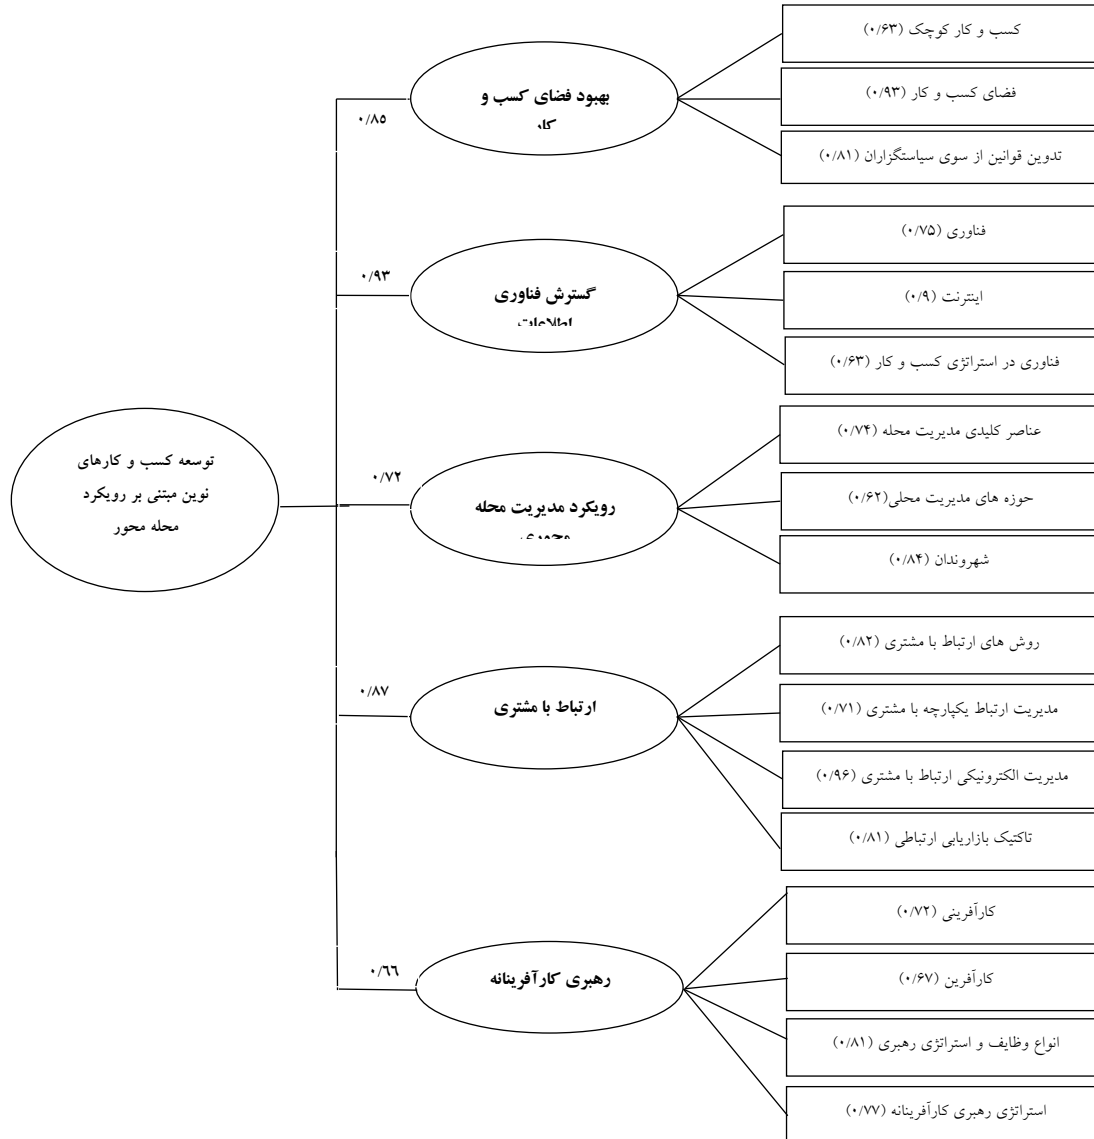 کسب و کار کوچک (۰/۶۳)
بهبود فضای کسب و
کار
فضای کسب و کار (۰/۹۳)
۰/۸۵
تدوین قوانین از سوی سیاستگزاران (۰/۸۱)
فناوری (۰/۷۵)
۰/۹۳
گسترش فناوری
اطلاعات
اینترنت (۰/۹)
فناوری در استراتژی کسب و کار (۰/۶۳)
عناصر کلیدی مدیریت محله (۰/۷۴)
توسعه کسب و کارهای
نوین مبتنی بر رویکرد
محله محور
۰/۷۲
رویکرد مدیریت محله
محوری
حوزه های مدیریت محلی(۰/۶۲)
شهروندان (۰/۸۴)
روش های ارتباط با مشتری (۰/۸۲)
۰/۸۷
ارتباط با مشتری
مدیریت ارتباط یکپارچه با مشتری (۰/۷۱)
مدیریت الکترونیکی ارتباط با مشتری (۰/۹۶)
تاکتیک بازاریابی ارتباطی (۰/۸۱)
کارآفرینی (۰/۷۲)
۰/٦٦
رهبری کارآفرینانه
کارآفرین (۰/۶۷)
انواع وظایف و استراتژی رهبری (۰/۸۱)
استراتژی رهبری کارآفرینانه (۰/۷۷)